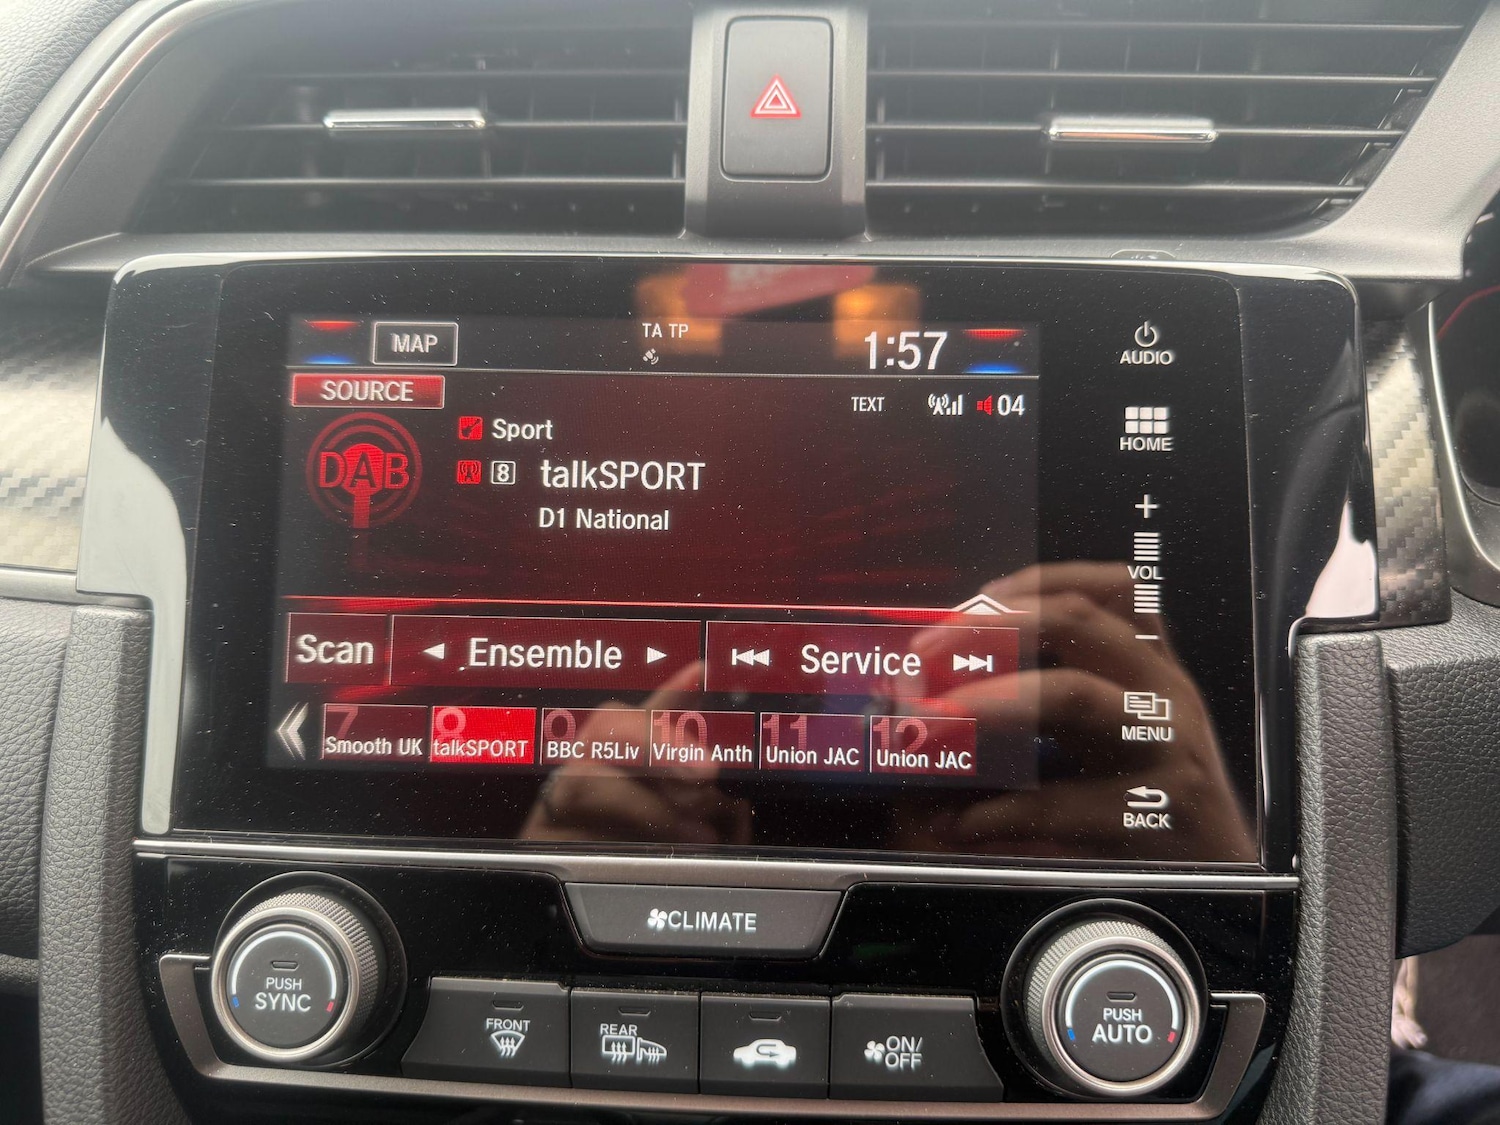 MAP
TA TP
1:57
SOURCE
TEXT
04
DAB
Sport
8
talkSPORT
D1 National
Scan
Ensemble
Service
7
Smooth UK
8
talkSPORT
9
BBC R5Liv
10
Virgin Anth
11
Union JAC
12
Union JAC
AUDIO
HOME
+
VOL
−
MENU
BACK
CLIMATE
PUSH
SYNC
FRONT
REAR
ON/
OFF
PUSH
AUTO